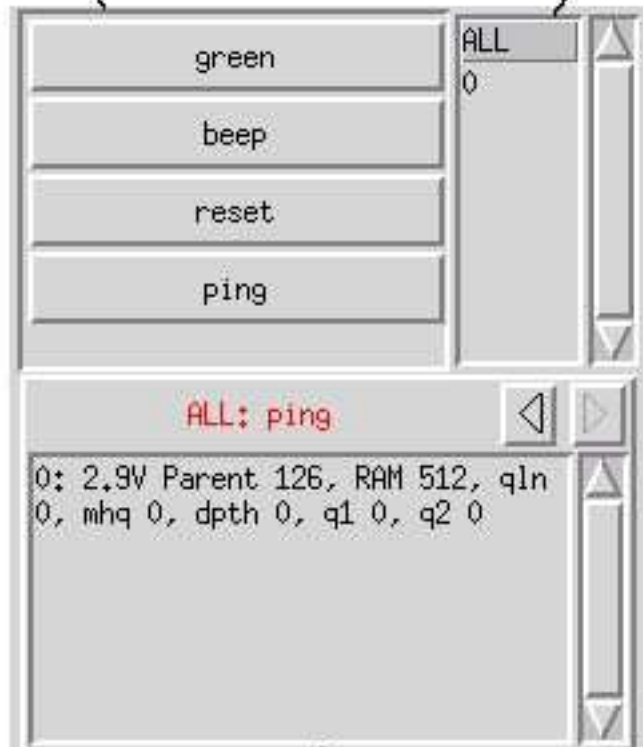 green
ALL
0
beep
reset
ping
ALL: ping
0: 2.9V Parent 126, RAM 512, qln
0, mhq 0, dpth 0, q1 0, q2 0